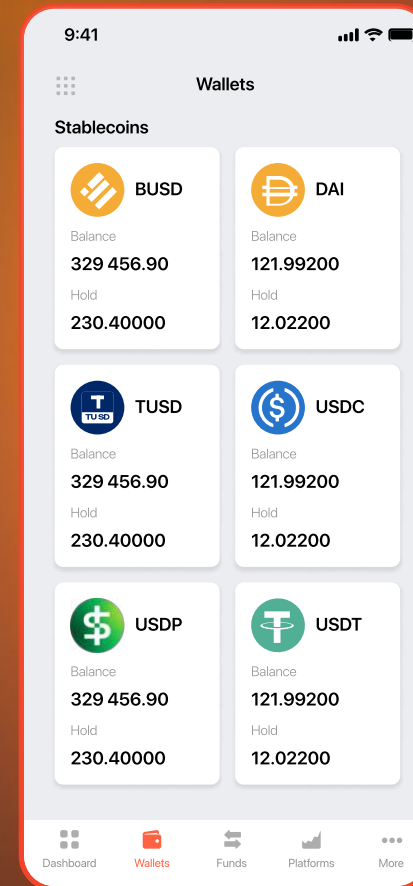 9:41
Wallets
Stablecoins
BUSD
Balance
329 456.90
Hold
230.40000
DAI
Balance
121.99200
Hold
12.02200
T
TUSD
TUSD
Balance
329 456.90
Hold
230.40000
$
USDC
Balance
121.99200
Hold
12.02200
$
USDP
Balance
329 456.90
Hold
230.40000
USDT
Balance
121.99200
Hold
12.02200
Dashboard
Wallets
Funds
Platforms
More